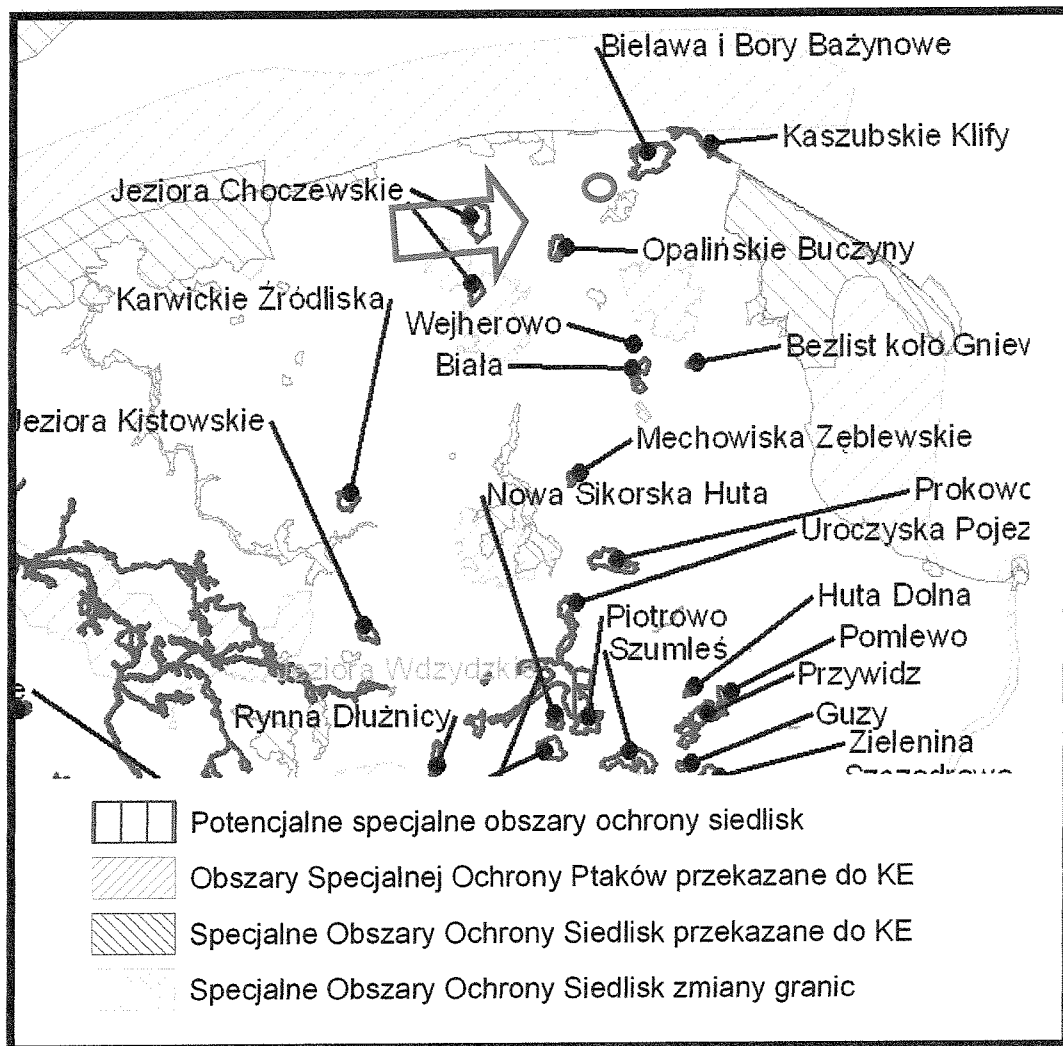 Bielawa i Bory Bażynowe
Kaszubskie Klify
Jeziora Choczewskie
Opalińskie Buczyny
Karwickie Źródliska
Wejherowo
Bezlist koło Gniew
Biała
Jeziora Kistowskie
Mechowiska Zęblewskie
Nowa Sikorska Huta
Prokowo
Uroczyska Pojez
Huta Dolna
Piotrowo
Pomlewo
Szumleś
Jeziora Wdzydzkie
Przywidz
Rynna Dłużnicy
Guzy
Zielenina
Potencjalne specjalne obszary ochrony siedlisk
Obszary Specjalnej Ochrony Ptaków przekazane do KE
Specjalne Obszary Ochrony Siedlisk przekazane do KE
Specjalne Obszary Ochrony Siedlisk zmiany granic